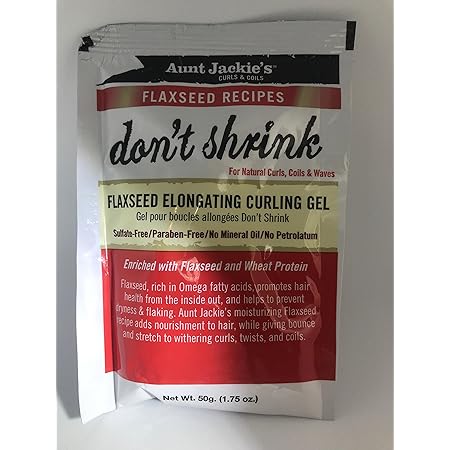 Aunt Jackie's™
CURLS & COILS
FLAXSEED RECIPES
don't shrink
For Natural Curls, Coils & Waves
FLAXSEED ELONGATING CURLING GEL
Gel pour boucles allongées Don't Shrink
Sulfate-Free/Paraben-Free/No Mineral Oil/No Petrolatum
Enriched with Flaxseed and Wheat Protein
Flaxseed, rich in Omega fatty acids, promotes hair
health from the inside out, and helps to prevent
dryness & flaking. Aunt Jackie's moisturizing Flaxseed
recipe adds nourishment to hair, while giving bounce
and stretch to withering curls, twists, and coils.
Net Wt. 50g. (1.75 oz.)